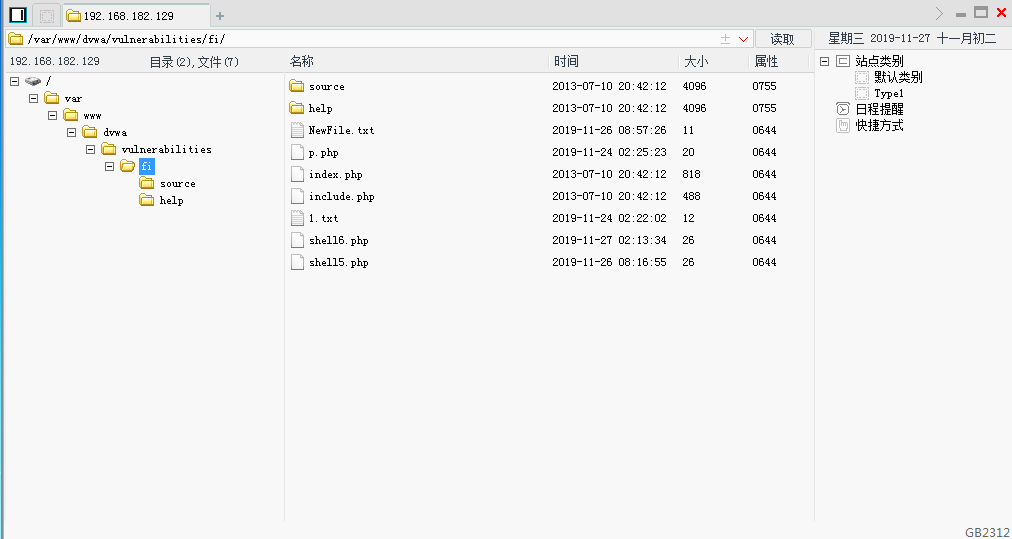 192.168.182.129
/var/www/dvwa/vulnerabilities/fi/
读取
星期三 2019-11-27 十一月初二
192.168.182.129
目录(2),文件(7)
名称 时间 大小 属性
/
var
www
dvwa
vulnerabilities
fi
source
help
source 2013-07-10 20:42:12 4096 0755
help 2013-07-10 20:42:12 4096 0755
NewFile.txt 2019-11-26 08:57:26 11 0644
p.php 2019-11-24 02:25:23 20 0644
index.php 2013-07-10 20:42:12 818 0644
include.php 2013-07-10 20:42:12 488 0644
1.txt 2019-11-24 02:22:02 12 0644
shell6.php 2019-11-27 02:13:34 26 0644
shell5.php 2019-11-26 08:16:55 26 0644
站点类别
默认类别
Type1
日程提醒
快捷方式
GB2312